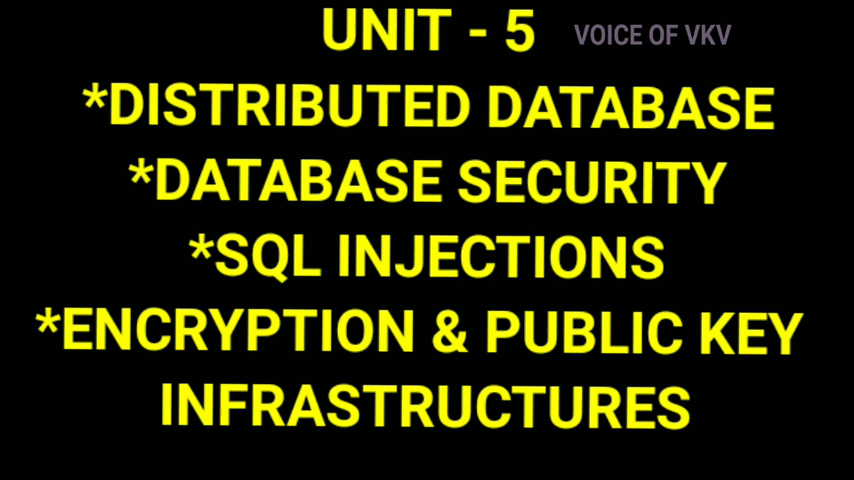 UNIT - 5 VOICE OF VKV
*DISTRIBUTED DATABASE
*DATABASE SECURITY
*SQL INJECTIONS
*ENCRYPTION & PUBLIC KEY
INFRASTRUCTURES